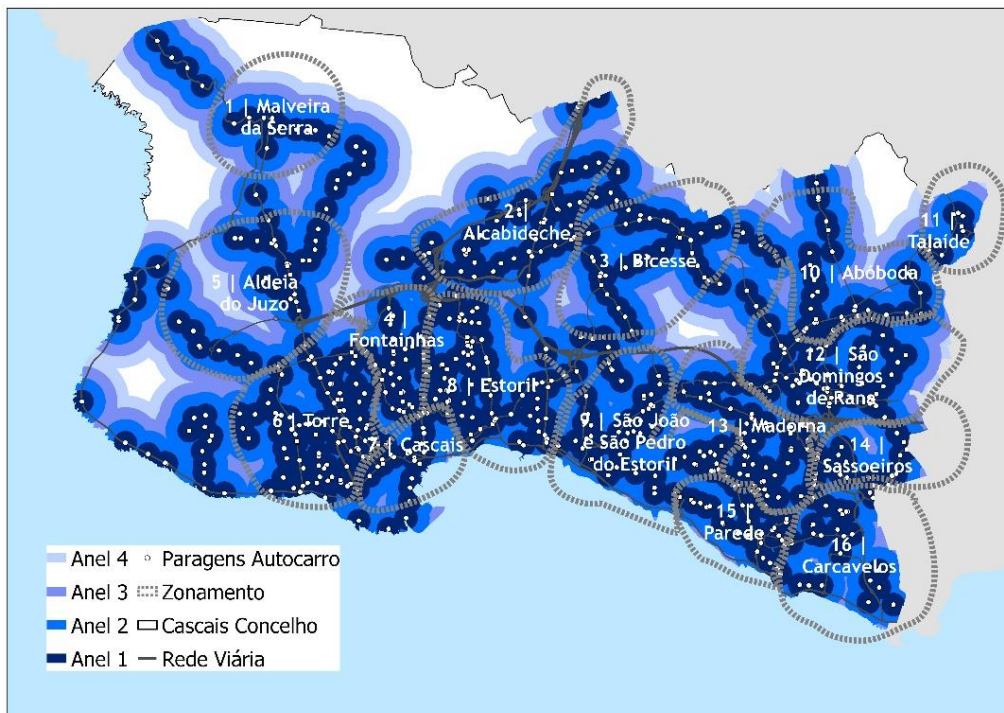 1 | Malveira
da Serra
2 |
Alcabideche
3 | Bicesse
11 |
Talaide
10 | Aboboda
5 | Aldeia
do Juzo
4 |
Fontainhas
12 | São
Domingos
de Rana
8 | Estoril
6 | Torre
9 | São João
e São Pedro
do Estoril
13 | Madorna
7 | Cascais
14 |
Sassoeiros
15 |
Parede
16 |
Carcavelos
Anel 4 Paragens Autocarro
Anel 3 Zonamento
Anel 2 Cascais Concelho
Anel 1 Rede Viária